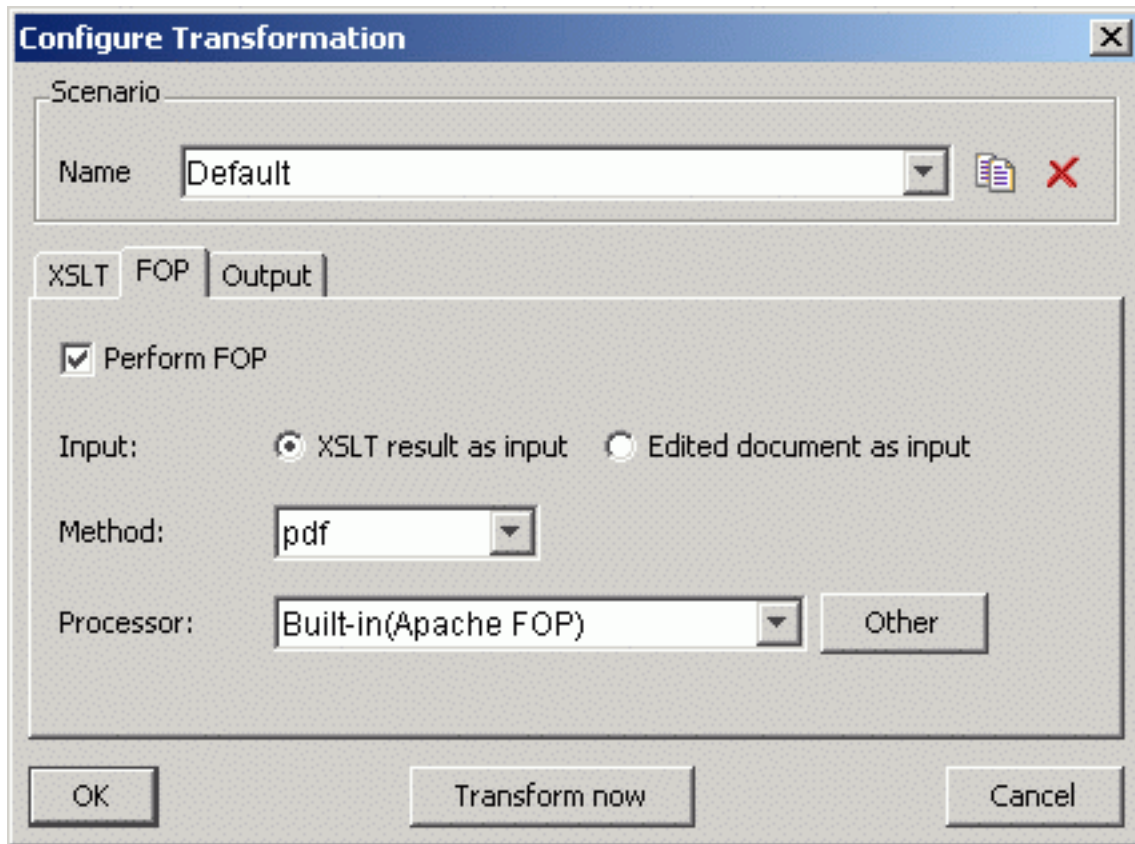 Configure Transformation
Scenario
Name Default
XSLT FOP Output
Perform FOP
Input: XSLT result as input Edited document as input
Method: pdf
Processor: Built-in(Apache FOP) Other
OK Transform now Cancel